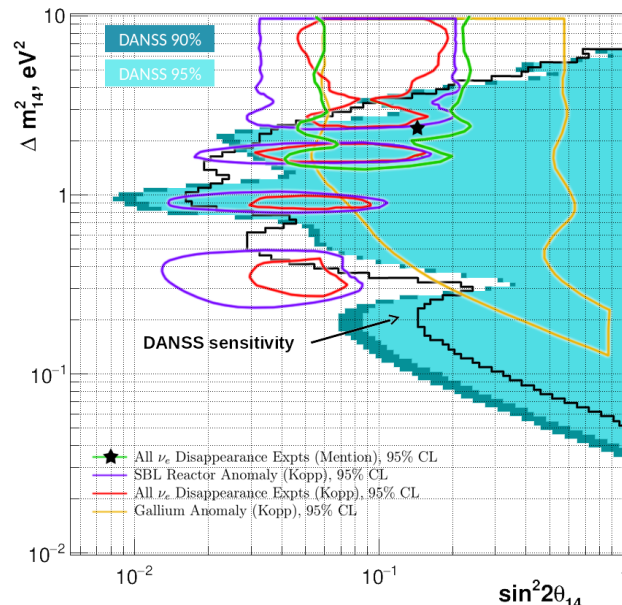 10
DANSS 90%
DANSS 95%
Δ m²₁₄, eV²
1
DANSS sensitivity
10⁻¹
All νₑ Disappearance Expts (Mention), 95% CL
SBL Reactor Anomaly (Kopp), 95% CL
All νₑ Disappearance Expts (Kopp), 95% CL
Gallium Anomaly (Kopp), 95% CL
10⁻²
10⁻² 10⁻¹
sin²2θ₁₄